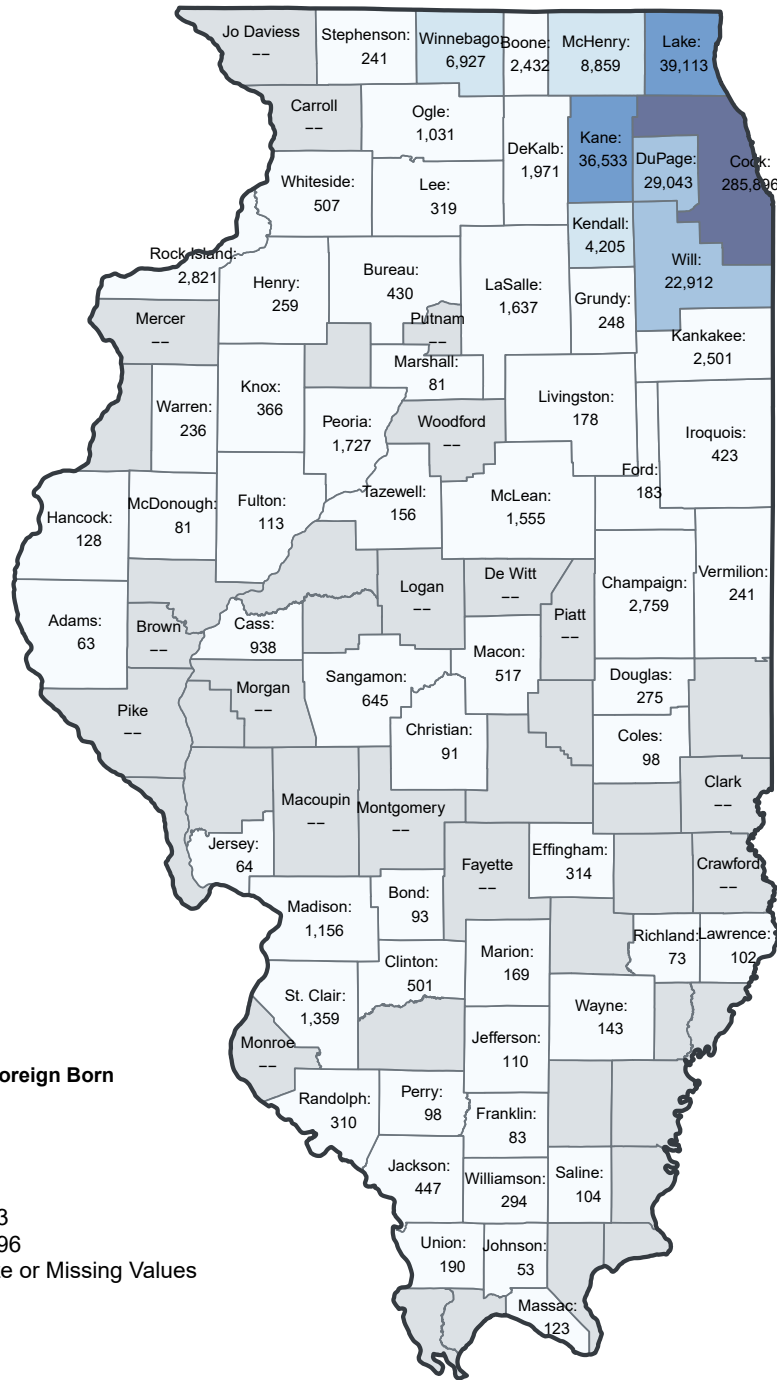 Jo Daviess
--
Stephenson:
241
Winnebago:
6,927
Boone:
2,432
McHenry:
8,859
Lake:
39,113
Carroll
--
Ogle:
1,031
DeKalb:
1,971
Kane:
36,533
DuPage:
29,043
Cook:
285,896
Whiteside:
507
Lee:
319
Kendall:
4,205
Will:
22,912
Rock Island:
2,821
Henry:
259
Bureau:
430
LaSalle:
1,637
Grundy:
248
Mercer
--
Putnam
--
Kankakee:
2,501
Marshall:
81
Knox:
366
Warren:
236
Peoria:
1,727
Woodford
--
Livingston:
178
Iroquois:
423
Ford:
183
Hancock:
128
McDonough:
81
Fulton:
113
Tazewell:
156
McLean:
1,555
Logan
--
De Witt
--
Champaign:
2,759
Vermilion:
241
Adams:
63
Brown
--
Cass:
938
Piatt
--
Macon:
517
Sangamon:
645
Morgan
--
Douglas:
275
Pike
--
Christian:
91
Coles:
98
Clark
--
Macoupin
--
Montgomery
--
Jersey:
64
Effingham:
314
Fayette
--
Crawford
--
Madison:
1,156
Bond:
93
Richland:
73
Lawrence:
102
Clinton:
501
Marion:
169
St. Clair:
1,359
Wayne:
143
Monroe
--
Jefferson:
110
oreign Born
Randolph:
310
Perry:
98
Franklin:
83
Jackson:
447
Williamson:
294
Saline:
104
3
96
e or Missing Values
Union:
190
Johnson:
53
Massac:
123